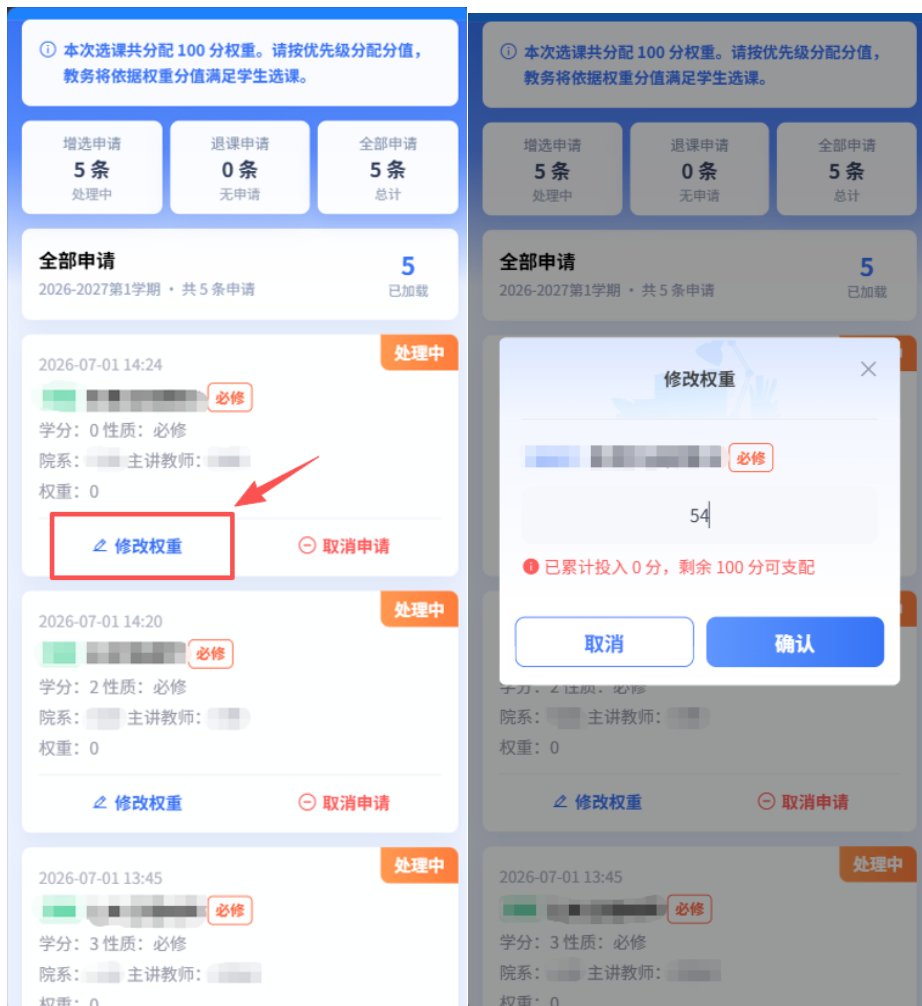 本次选课共分配 100 分权重。请按优先级分配分值，
教务将依据权重分值满足学生选课。
增选申请
5 条
处理中
退课申请
0 条
无申请
全部申请
5 条
总计
全部申请
2026-2027第1学期 · 共 5 条申请
5
已加载
处理中
2026-07-01 14:24
必修
学分：0 性质：必修
院系： 主讲教师：
权重：0
修改权重
取消申请
处理中
2026-07-01 14:20
必修
学分：2 性质：必修
院系： 主讲教师：
权重：0
修改权重
取消申请
处理中
2026-07-01 13:45
必修
学分：3 性质：必修
院系： 主讲教师：
权重：0
本次选课共分配 100 分权重。请按优先级分配分值，
教务将依据权重分值满足学生选课。
增选申请
5 条
处理中
退课申请
0 条
无申请
全部申请
5 条
总计
全部申请
2026-2027第1学期 · 共 5 条申请
5
已加载
修改权重
必修
54
已累计投入 0 分，剩余 100 分可支配
取消
确认
学分：2 性质：必修
院系： 主讲教师：
权重：0
修改权重
取消申请
处理中
2026-07-01 13:45
必修
学分：3 性质：必修
院系： 主讲教师：
权重：0